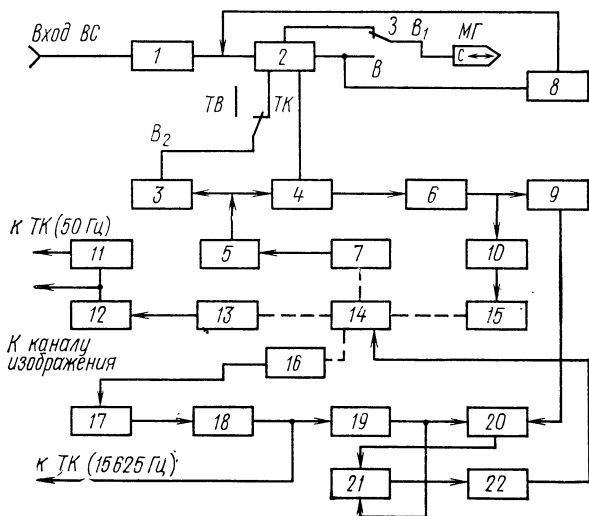 Вход ВС
1
2
З В₁
МГ
С
В
8
ТВ
ТК
В₂
3
4
6
9
к ТК (50 Гц)
11
5
7
10
12
13
14
15
К каналу
изображения
16
17
18
19
20
к ТК (15625 Гц)
21
22